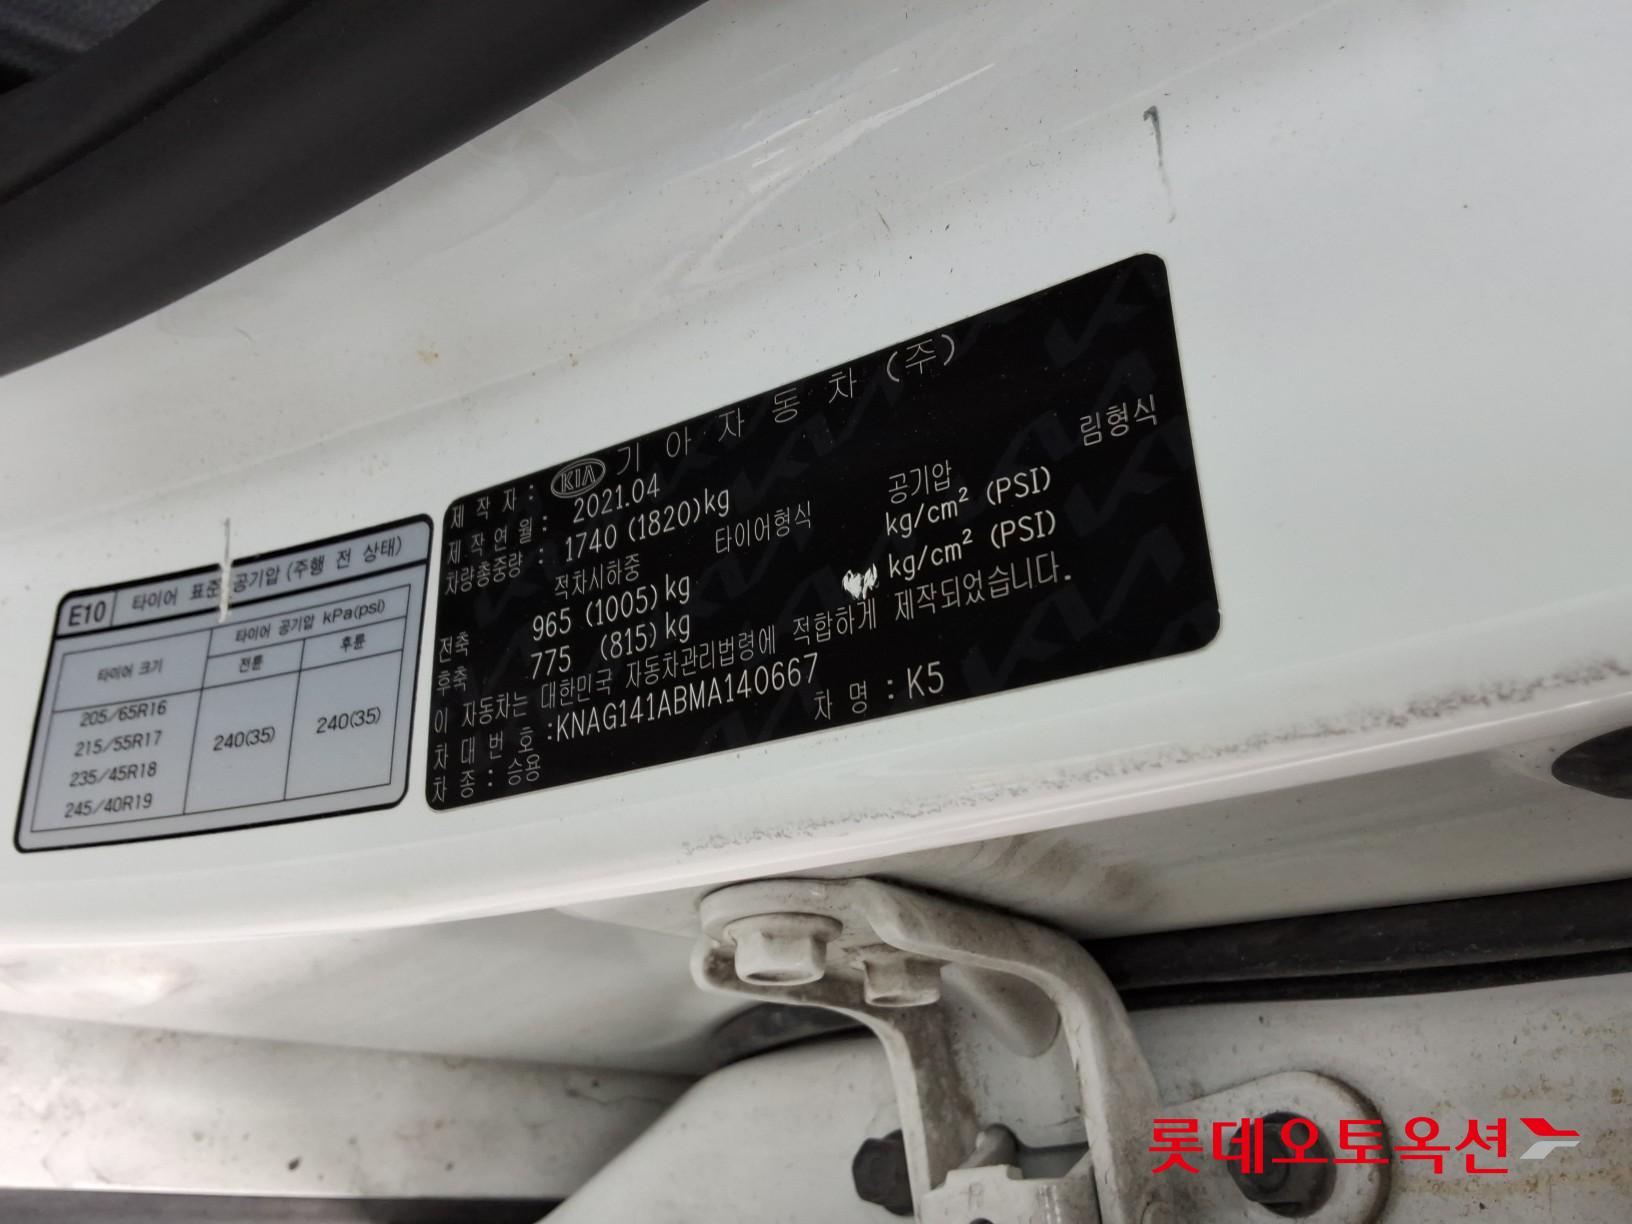 제 작 자 : KIA 기 아 자 동 차 (주)
제 작 연 월 : 2021.04
차량총중량 : 1740 (1820)kg
적차시하중 타이어형식 공기압 림형식
전축 965 (1005)kg kg/cm² (PSI)
후축 775 (815)kg kg/cm² (PSI)
이 자동차는 대한민국 자동차관리법령에 적합하게 제작되었습니다.
차 대 번 호 :KNAG141ABMA140667
차 종 : 승용 차 명 : K5
E10 타이어 표준 공기압 (주행 전 상태)
타이어 크기 타이어 공기압 kPa(psi)
전륜 후륜
205/65R16
215/55R17
235/45R18
245/40R19
240(35) 240(35)
롯데오토옥션